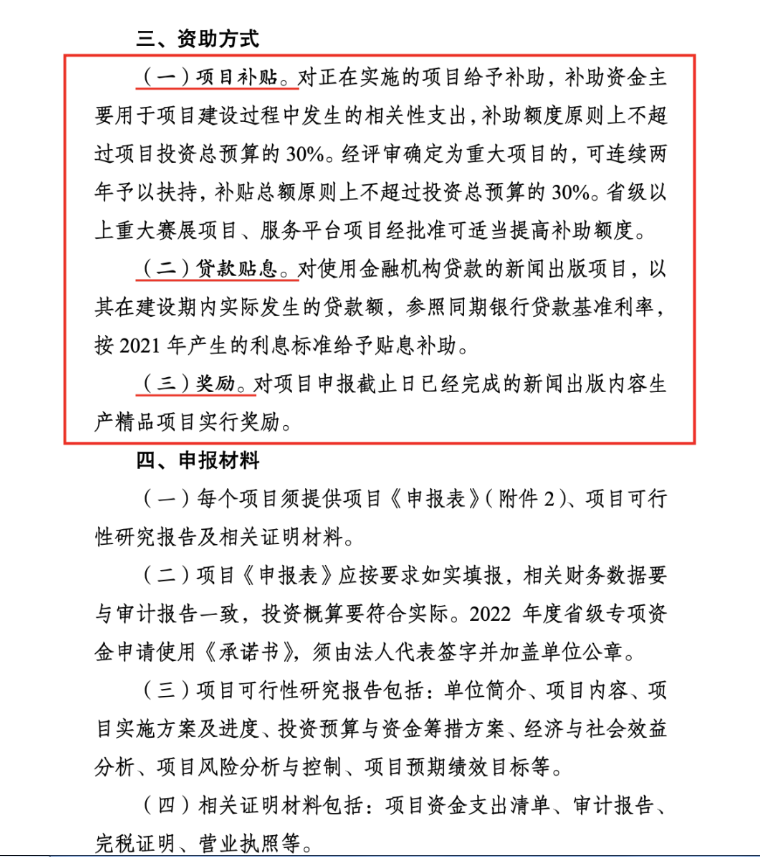 三、资助方式
（一）项目补贴。对正在实施的项目给予补助，补助资金主
要用于项目建设过程中发生的相关性支出，补助额度原则上不超
过项目投资总预算的 30%。经评审确定为重大项目的，可连续两
年予以扶持，补贴总额原则上不超过投资总预算的 30%。省级以
上重大赛展项目、服务平台项目经批准可适当提高补助额度。
（二）贷款贴息。对使用金融机构贷款的新闻出版项目，以
其在建设期内实际发生的贷款额，参照同期银行贷款基准利率，
按 2021 年产生的利息标准给予贴息补助。
（三）奖励。对项目申报截止日已经完成的新闻出版内容生
产精品项目实行奖励。
四、申报材料
（一）每个项目须提供项目《申报表》（附件 2）、项目可行
性研究报告及相关证明材料。
（二）项目《申报表》应按要求如实填报，相关财务数据要
与审计报告一致，投资概算要符合实际。2022 年度省级专项资
金申请使用《承诺书》，须由法人代表签字并加盖单位公章。
（三）项目可行性研究报告包括：单位简介、项目内容、项
目实施方案及进度、投资预算与资金筹措方案、经济与社会效益
分析、项目风险分析与控制、项目预期绩效目标等。
（四）相关证明材料包括：项目资金支出清单、审计报告、
完税证明、营业执照等。